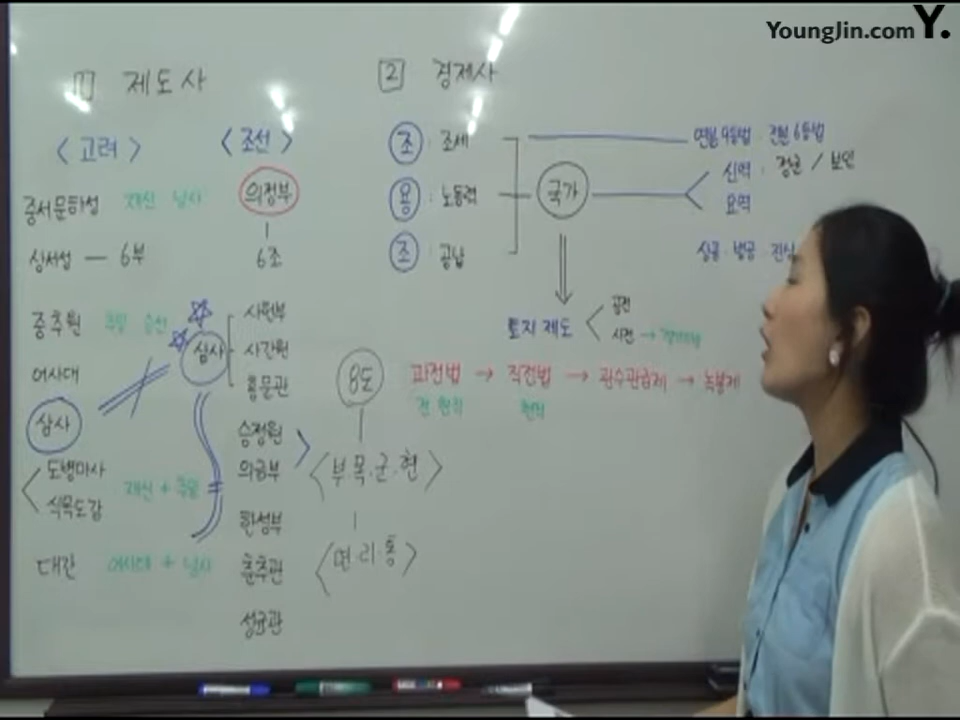 YoungJin.com Y.
1 제도사
<고려>
중서문하성 재신 낭사
상서성 — 6부
중추원 추밀 승선
어사대
삼사
도병마사
식목도감
재신 + 추밀
대간 어사대 + 낭사
<조선>
의정부
6조
삼사
사헌부
사간원
홍문관
승정원
의금부
한성부
춘추관
성균관
8도
<부.목.군.현>
<면.리.통>
2 경제사
조 : 조세
용 : 노동력
조 : 공납
국가
연분9등법 · 전분6등법
신역 : 정군 / 보인
요역
상공 · 별공 · 진상
토지 제도
공전
사전 →
과전법 → 직전법 → 관수관급제 → 녹봉제
전 현직 현직